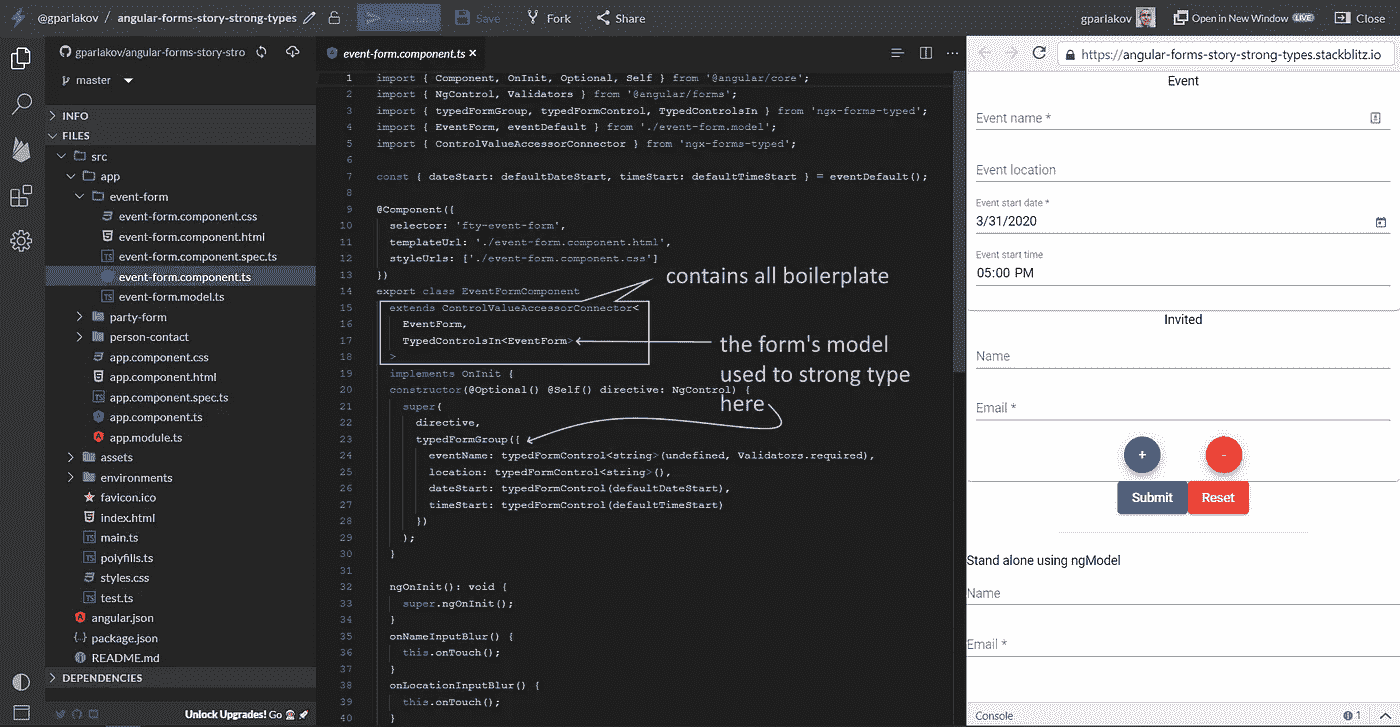 @gparlakov / angular-forms-story-strong-types
Save
Fork
Share
gparlakov
Open in New Window LIVE
Close
gparlakov/angular-forms-story-stro
master
INFO
FILES
src
app
event-form
event-form.component.css
event-form.component.html
event-form.component.spec.ts
event-form.component.ts
event-form.model.ts
party-form
person-contact
app.component.css
app.component.html
app.component.spec.ts
app.component.ts
app.module.ts
assets
environments
favicon.ico
index.html
main.ts
polyfills.ts
styles.css
test.ts
angular.json
package.json
README.md
DEPENDENCIES
Unlock Upgrades! Go
event-form.component.ts
1 import { Component, OnInit, Optional, Self } from '@angular/core';
2 import { NgControl, Validators } from '@angular/forms';
3 import { typedFormGroup, typedFormControl, TypedControlsIn } from 'ngx-forms-typed';
4 import { EventForm, eventDefault } from './event-form.model';
5 import { ControlValueAccessorConnector } from 'ngx-forms-typed';
6
7 const { dateStart: defaultDateStart, timeStart: defaultTimeStart } = eventDefault();
8
9 @Component({
10 selector: 'fty-event-form',
11 templateUrl: './event-form.component.html',
12 styleUrls: ['./event-form.component.css']
13 })
14 export class EventFormComponent
15 extends ControlValueAccessorConnector<
16 EventForm,
17 TypedControlsIn<EventForm>
18 >
19 implements OnInit {
20 constructor(@Optional() @Self() directive: NgControl) {
21 super(
22 directive,
23 typedFormGroup({
24 eventName: typedFormControl<string>(undefined, Validators.required),
25 location: typedFormControl<string>(),
26 dateStart: typedFormControl(defaultDateStart),
27 timeStart: typedFormControl(defaultTimeStart)
28 })
29 );
30 }
31
32 ngOnInit(): void {
33 super.ngOnInit();
34 }
35 onNameInputBlur() {
36 this.onTouch();
37 }
38 onLocationInputBlur() {
39 this.onTouch();
40 }
contains all boilerplate
the form's model
used to strong type
here
https://angular-forms-story-strong-types.stackblitz.io
Event
Event name *
Event location
Event start date *
3/31/2020
Event start time
05:00 PM
Invited
Name
Email *
+
-
Submit
Reset
Stand alone using ngModel
Name
Email *
Console
1